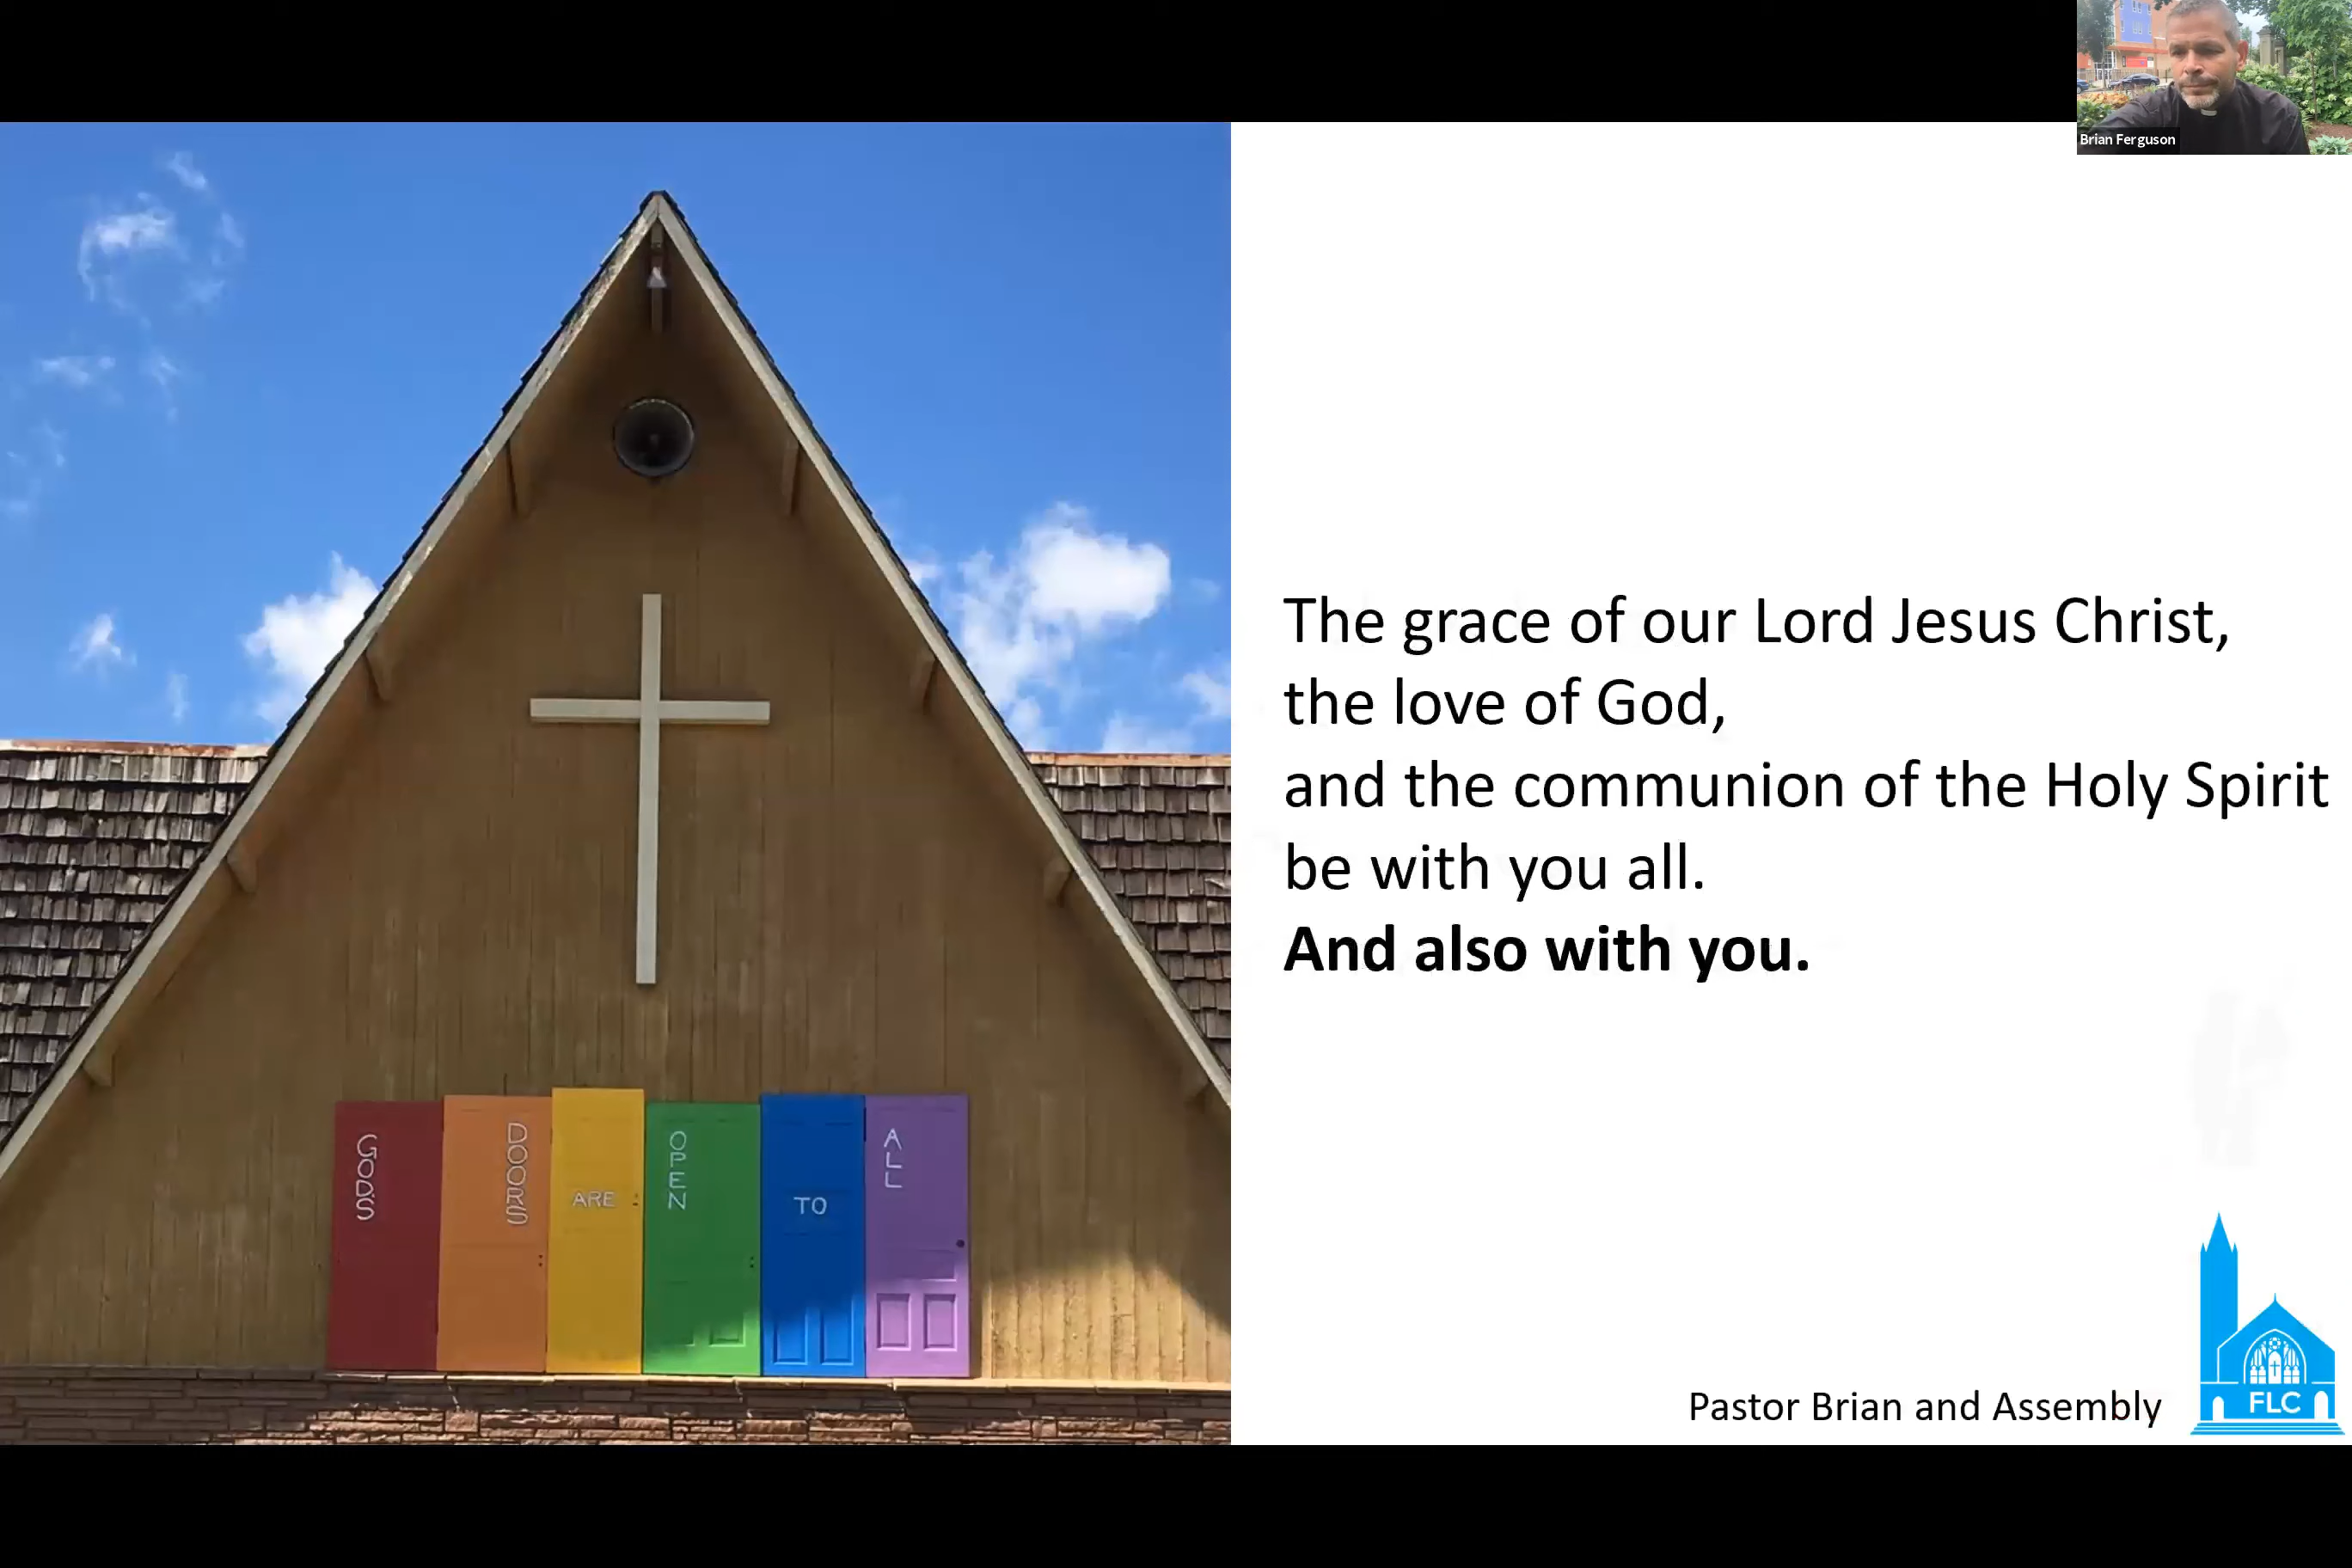 Brian Ferguson
GODS
DOORS
ARE
OPEN
TO
ALL
The grace of our Lord Jesus Christ,
the love of God,
and the communion of the Holy Spirit
be with you all.
And also with you.
Pastor Brian and Assembly
FLC